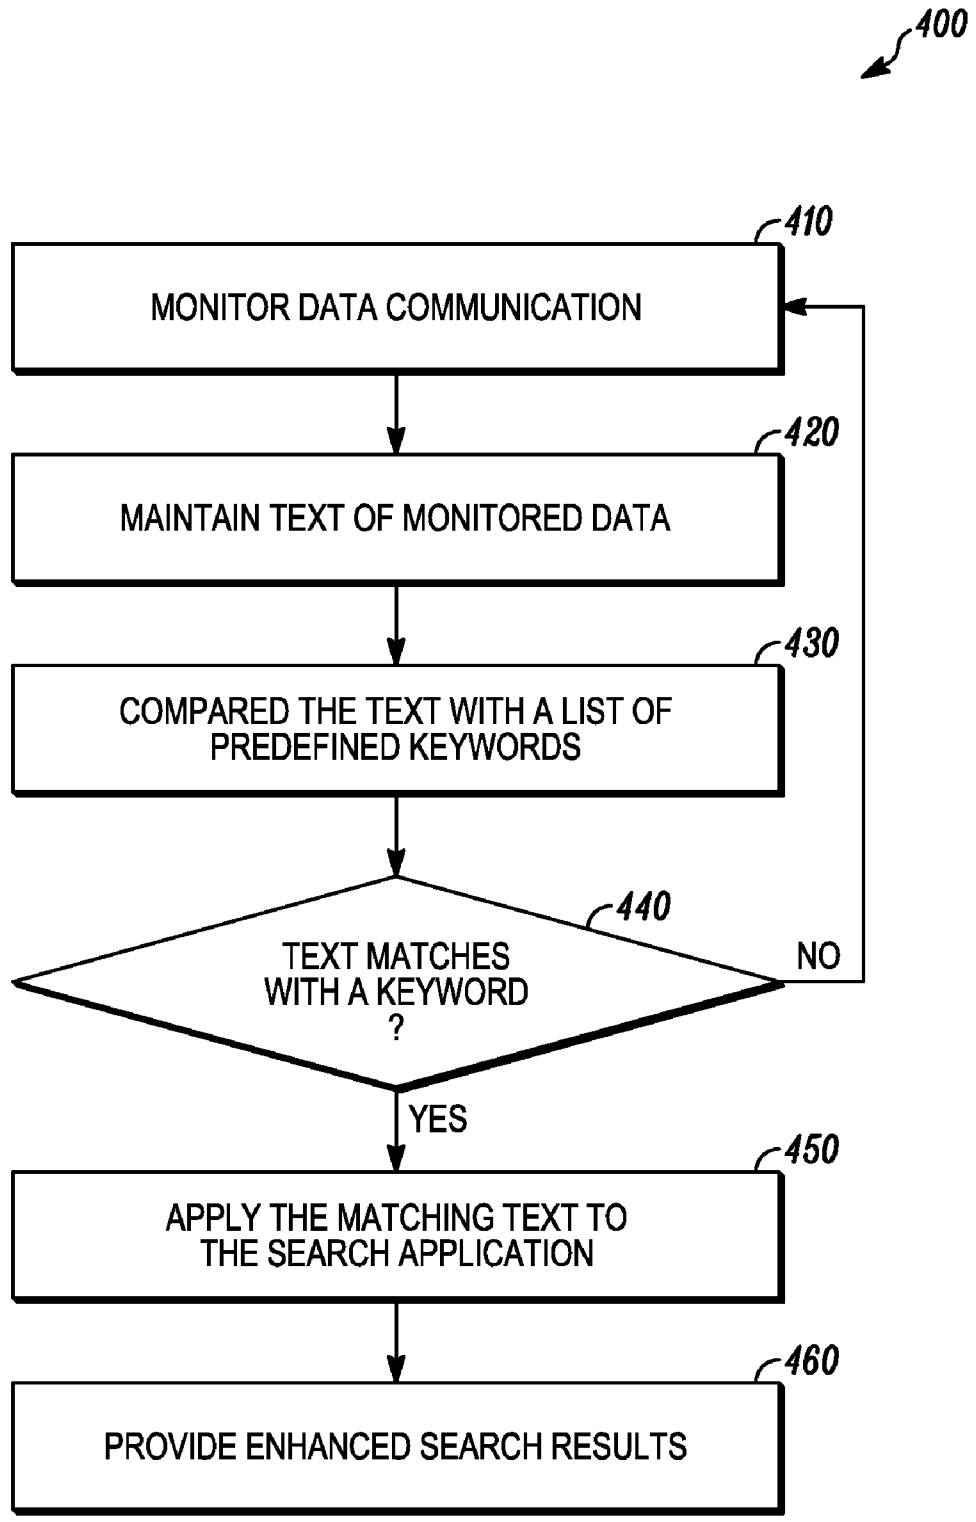 400
410
MONITOR DATA COMMUNICATION
420
MAINTAIN TEXT OF MONITORED DATA
430
COMPARED THE TEXT WITH A LIST OF
PREDEFINED KEYWORDS
440
TEXT MATCHES
WITH A KEYWORD
?
NO
YES
450
APPLY THE MATCHING TEXT TO
THE SEARCH APPLICATION
460
PROVIDE ENHANCED SEARCH RESULTS